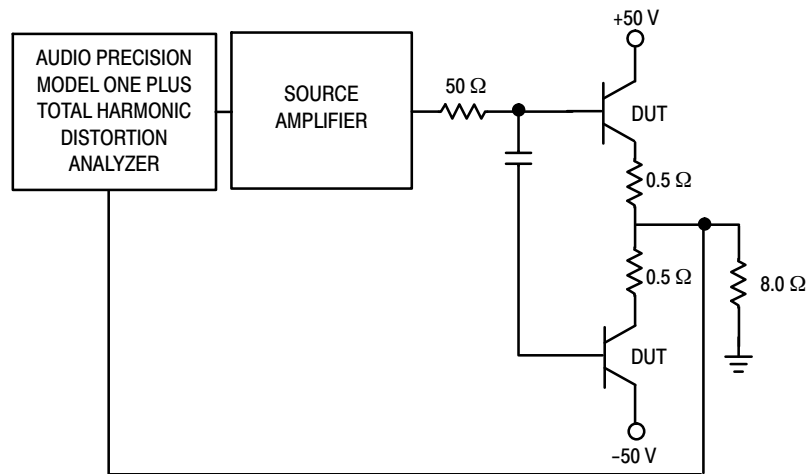 +50 V
AUDIO PRECISION
MODEL ONE PLUS
TOTAL HARMONIC
DISTORTION
ANALYZER
SOURCE
AMPLIFIER
50 Ω
DUT
0.5 Ω
0.5 Ω
8.0 Ω
DUT
–50 V